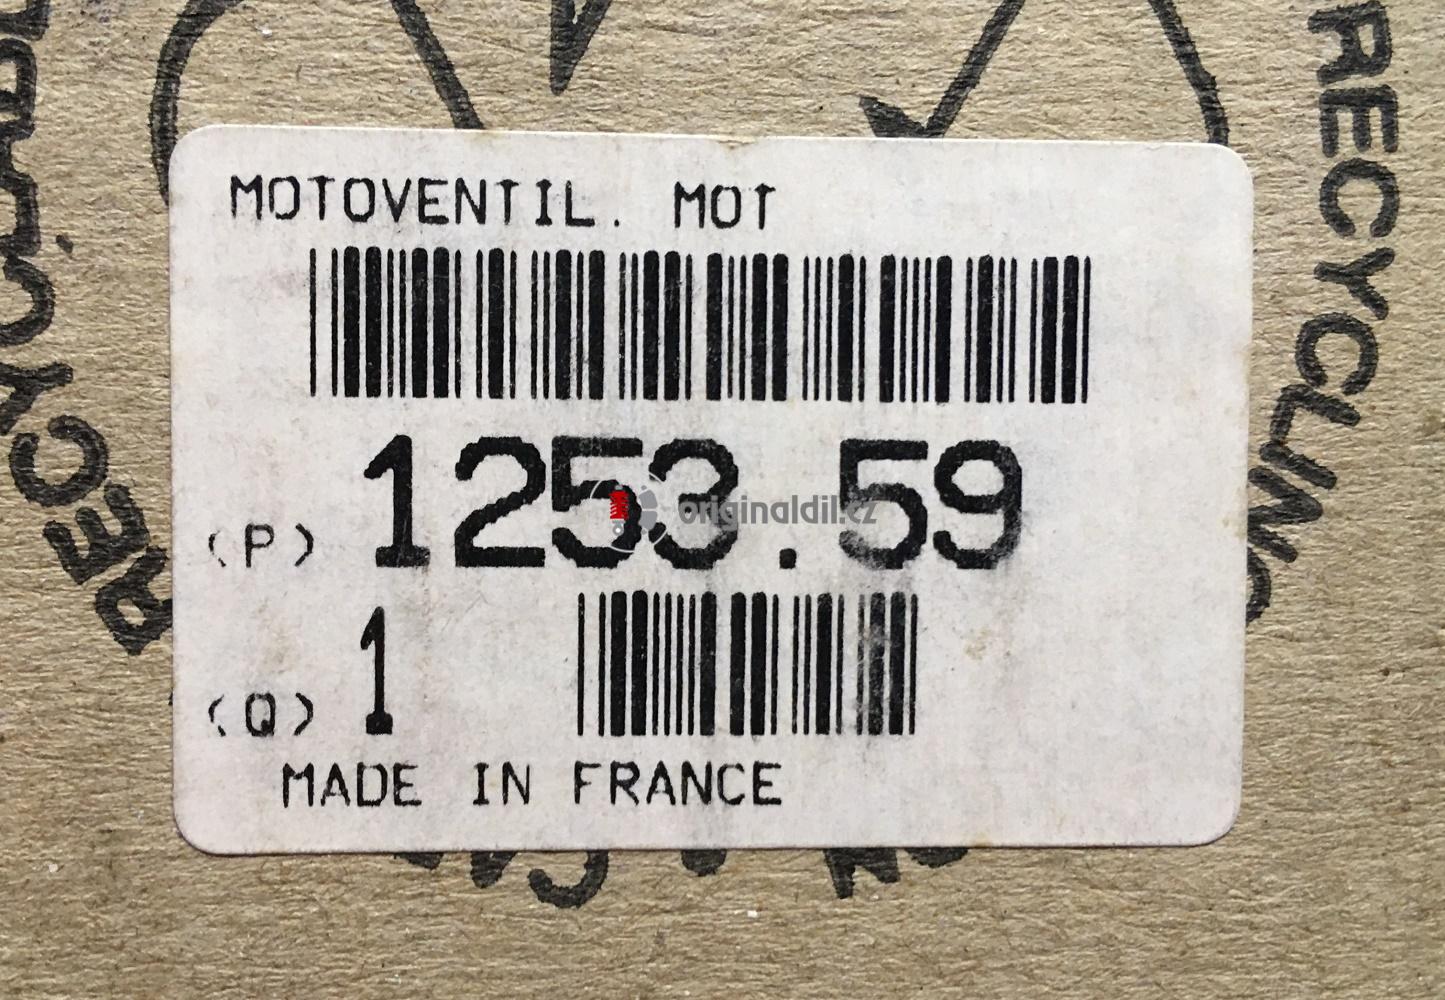 MOTOVENTIL. MOT
(P) 1253.59
originaldil.cz
(Q) 1
MADE IN FRANCE
RECYCLING